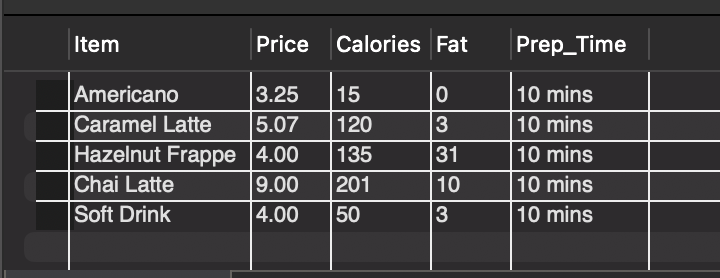 Item Price Calories Fat Prep_Time
Americano 3.25 15 0 10 mins
Caramel Latte 5.07 120 3 10 mins
Hazelnut Frappe 4.00 135 31 10 mins
Chai Latte 9.00 201 10 10 mins
Soft Drink 4.00 50 3 10 mins